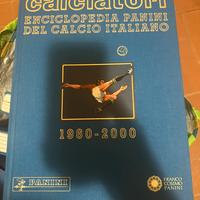 calciatori
ENCICLOPEDIA PANINI
DEL CALCIO ITALIANO
1960-2000
PANINI
FRANCO
COSIMO
PANINI